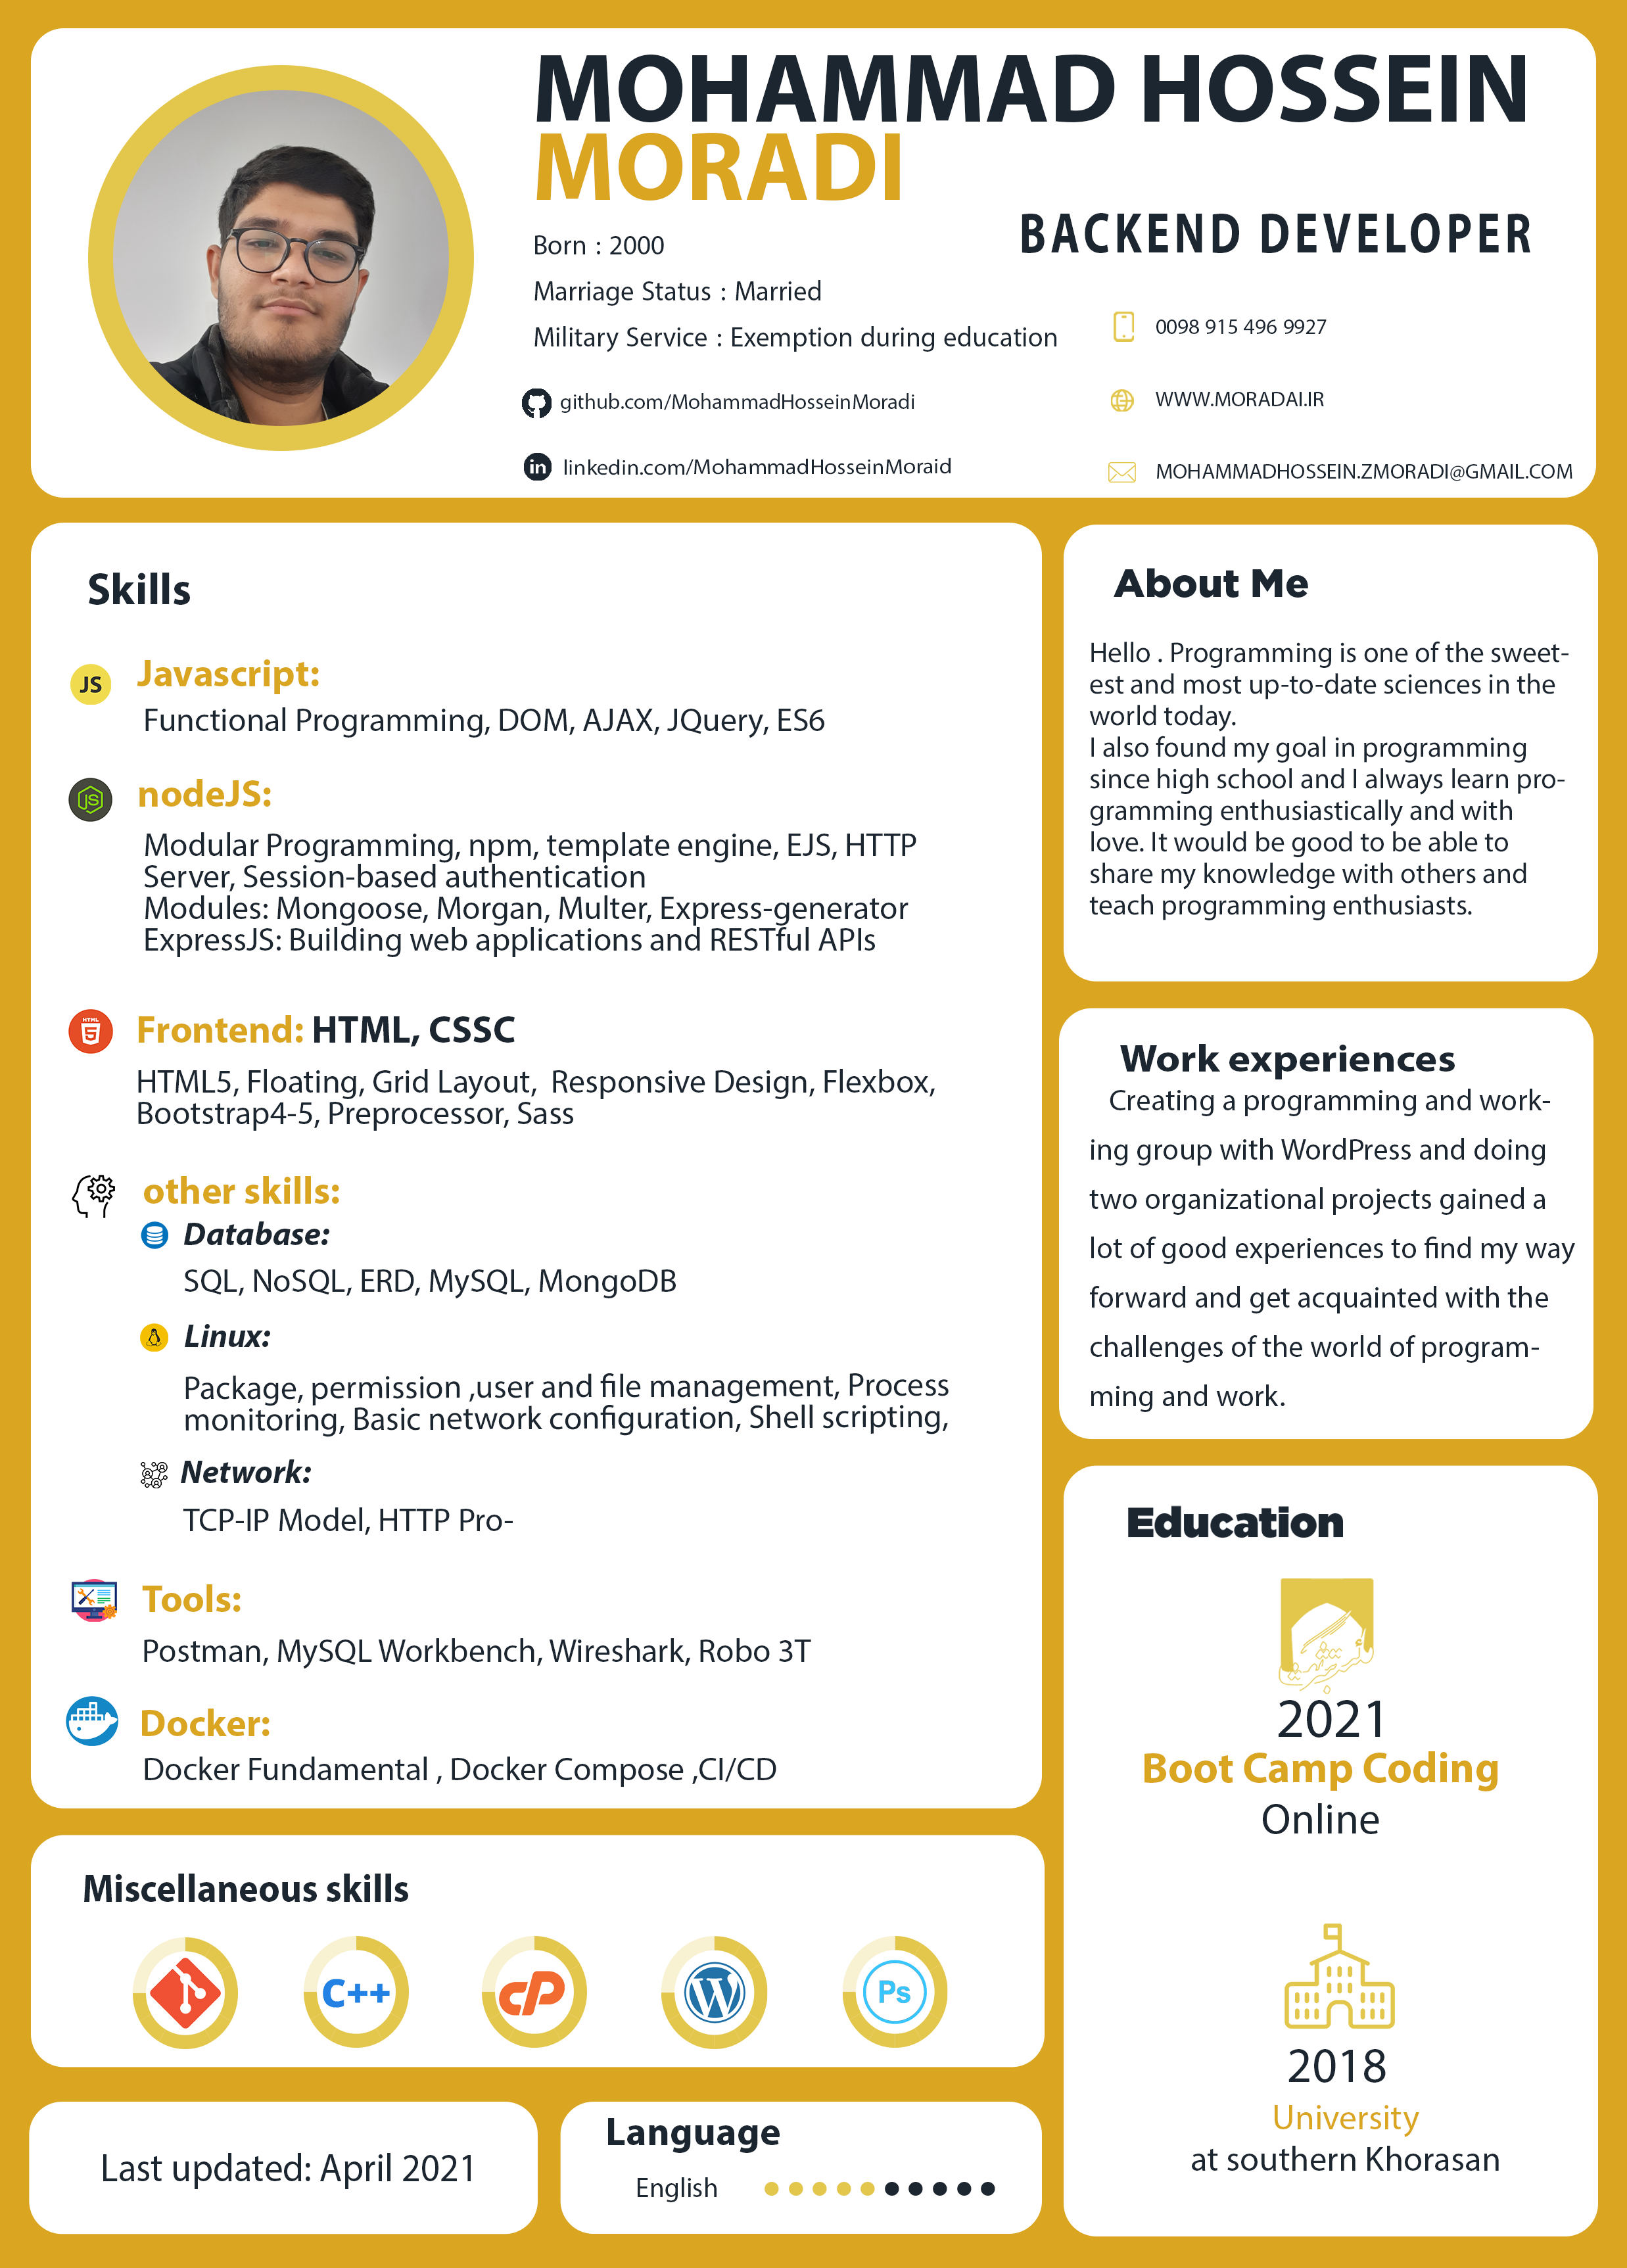 MOHAMMAD HOSSEIN
MORADI
BACKEND DEVELOPER
Born : 2000
Marriage Status : Married
Military Service : Exemption during education
github.com/MohammadHosseinMoradi
linkedin.com/MohammadHosseinMoraid
0098 915 496 9927
WWW.MORADAI.IR
MOHAMMADHOSSEIN.ZMORADI@GMAIL.COM
Skills
JS
Javascript:
Functional Programming, DOM, AJAX, JQuery, ES6
JS
nodeJS:
Modular Programming, npm, template engine, EJS, HTTP
Server, Session-based authentication
Modules: Mongoose, Morgan, Multer, Express-generator
ExpressJS: Building web applications and RESTful APIs
HTML
5
Frontend: HTML, CSSC
HTML5, Floating, Grid Layout,  Responsive Design, Flexbox,
Bootstrap4-5, Preprocessor, Sass
other skills:
Database:
SQL, NoSQL, ERD, MySQL, MongoDB
Linux:
Package, permission ,user and file management, Process
monitoring, Basic network configuration, Shell scripting,
Network:
TCP-IP Model, HTTP Pro-
Tools:
Postman, MySQL Workbench, Wireshark, Robo 3T
Docker:
Docker Fundamental , Docker Compose ,CI/CD
Miscellaneous skills
C++
cP
W
Ps
Last updated: April 2021
Language
English
About Me
Hello . Programming is one of the sweet-
est and most up-to-date sciences in the
world today.
I also found my goal in programming
since high school and I always learn pro-
gramming enthusiastically and with
love. It would be good to be able to
share my knowledge with others and
teach programming enthusiasts.
Work experiences
Creating a programming and work-
ing group with WordPress and doing
two organizational projects gained a
lot of good experiences to find my way
forward and get acquainted with the
challenges of the world of program-
ming and work.
Education
2021
Boot Camp Coding
Online
2018
University
at southern Khorasan